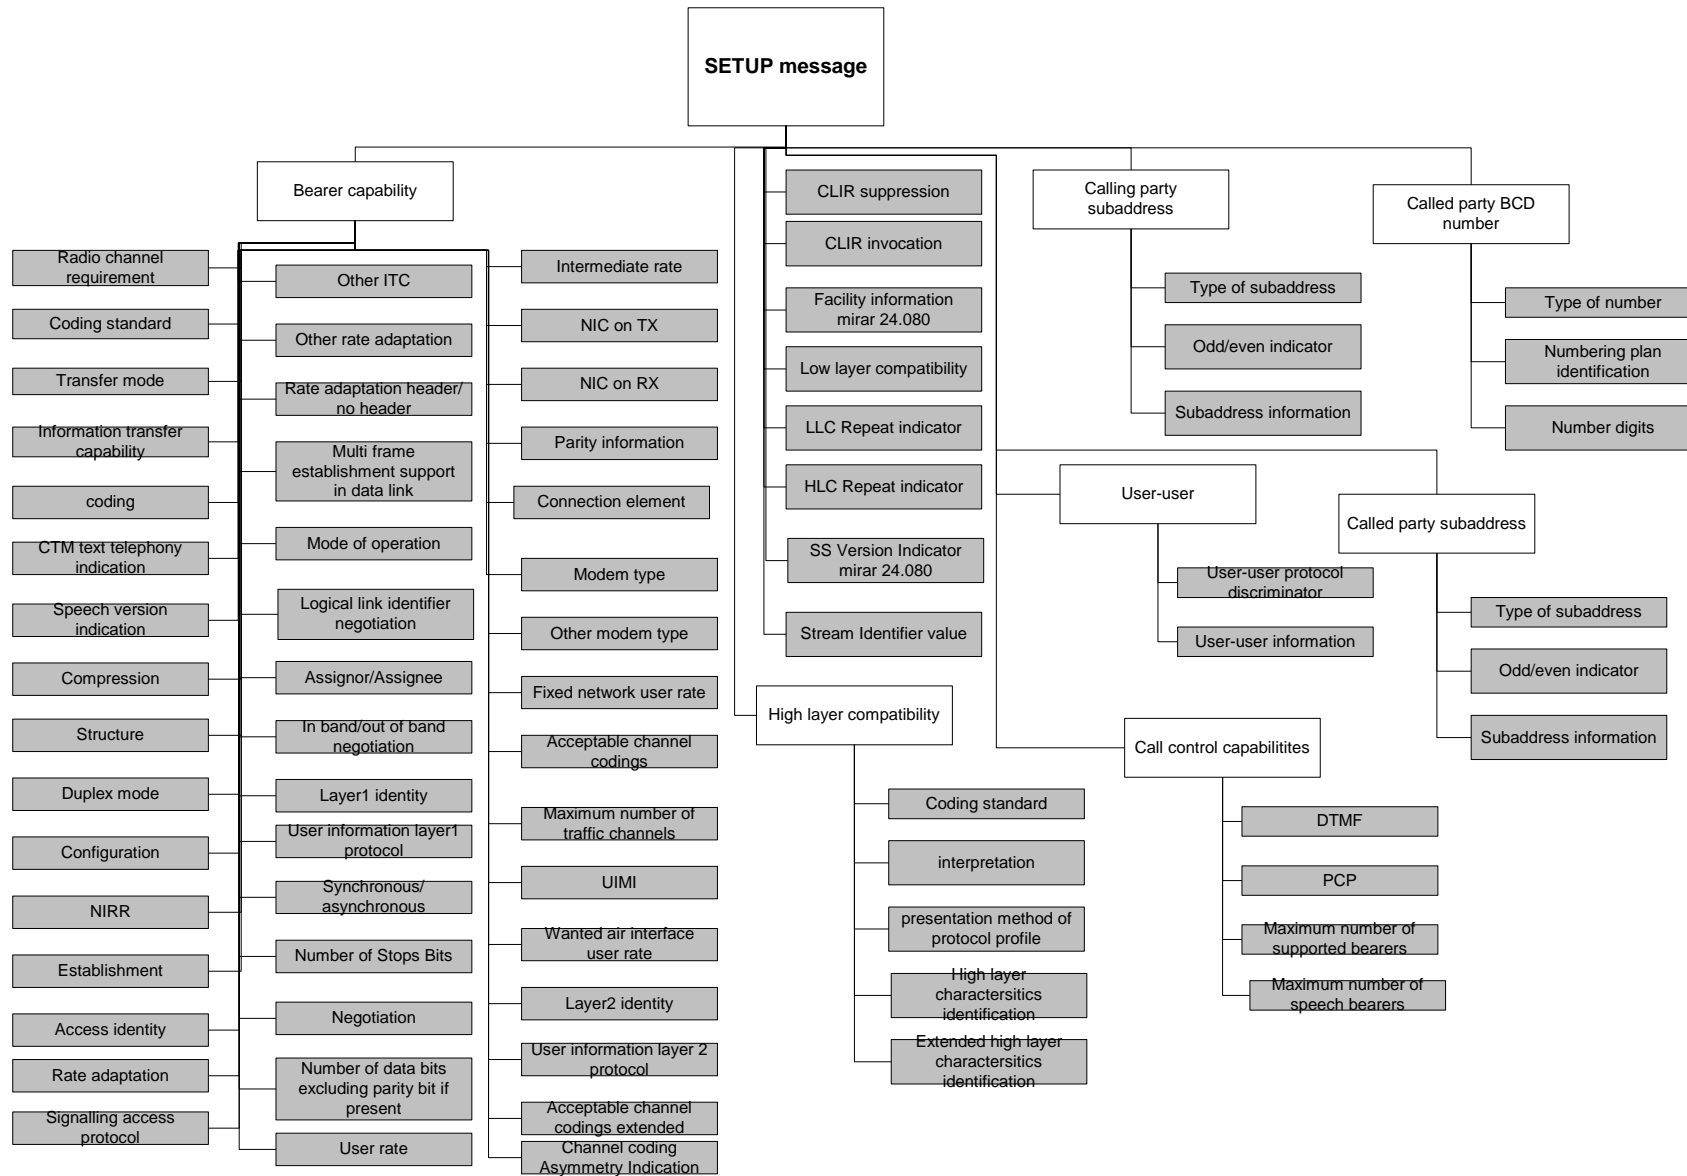 SETUP message
Bearer capability
Radio channel
requirement
Coding standard
Transfer mode
Information transfer
capability
coding
CTM text telephony
indication
Speech version
indication
Compression
Structure
Duplex mode
Configuration
NIRR
Establishment
Access identity
Rate adaptation
Signalling access
protocol
Other ITC
Other rate adaptation
Rate adaptation header/
no header
Multi frame
establishment support
in data link
Mode of operation
Logical link identifier
negotiation
Assignor/Assignee
In band/out of band
negotiation
Layer1 identity
User information layer1
protocol
Synchronous/
asynchronous
Number of Stops Bits
Negotiation
Number of data bits
excluding parity bit if
present
User rate
Intermediate rate
NIC on TX
NIC on RX
Parity information
Connection element
Modem type
Other modem type
Fixed network user rate
Acceptable channel
codings
Maximum number of
traffic channels
UIMI
Wanted air interface
user rate
Layer2 identity
User information layer 2
protocol
Acceptable channel
codings extended
Channel coding
Asymmetry Indication
CLIR suppression
CLIR invocation
Facility information
mirar 24.080
Low layer compatibility
LLC Repeat indicator
HLC Repeat indicator
SS Version Indicator
mirar 24.080
Stream Identifier value
High layer compatibility
Coding standard
interpretation
presentation method of
protocol profile
High layer
charactersitics
identification
Extended high layer
charactersitics
identification
Calling party
subaddress
Type of subaddress
Odd/even indicator
Subaddress information
User-user
User-user protocol
discriminator
User-user information
Call control capabilitites
DTMF
PCP
Maximum number of
supported bearers
Maximum number of
speech bearers
Called party BCD
number
Type of number
Numbering plan
identification
Number digits
Called party subaddress
Type of subaddress
Odd/even indicator
Subaddress information